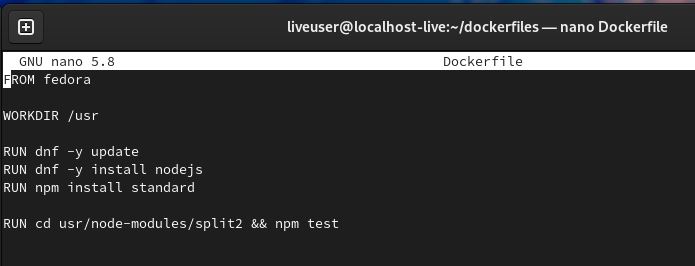 liveuser@localhost-live:~/dockerfiles — nano Dockerfile
GNU nano 5.8 Dockerfile
FROM fedora
WORKDIR /usr
RUN dnf -y update
RUN dnf -y install nodejs
RUN npm install standard
RUN cd usr/node-modules/split2 && npm test